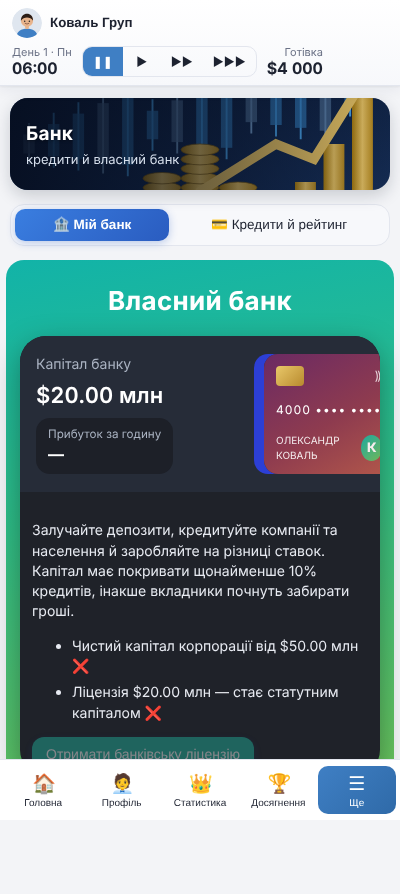 Коваль Груп
День 1 · Пн
06:00
Готівка
$4 000
Банк
кредити й власний банк
🏦 Мій банк
💳 Кредити й рейтинг
Власний банк
Капітал банку
$20.00 млн
Прибуток за годину
—
4000 •••• ••••
ОЛЕКСАНДР
КОВАЛЬ
К
Залучайте депозити, кредитуйте компанії та
населення й заробляйте на різниці ставок.
Капітал має покривати щонайменше 10%
кредитів, інакше вкладники почнуть забирати
гроші.
• Чистий капітал корпорації від $50.00 млн
❌
• Ліцензія $20.00 млн — стає статутним
капіталом ❌
Отримати банківську ліцензію
Головна
Профіль
Статистика
Досягнення
Ще